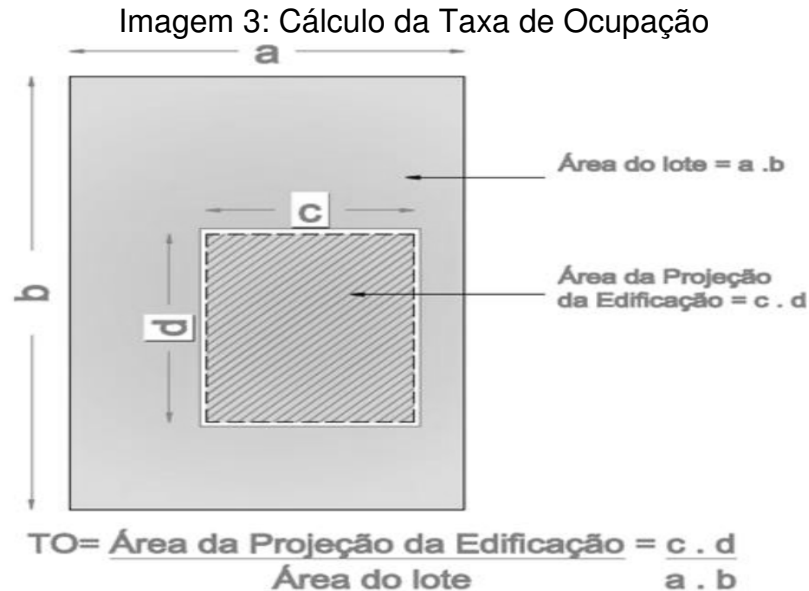 Imagem 3: Cálculo da Taxa de Ocupação
a
Área do lote = a .b
c
b
d
Área da Projeção
da Edificação = c . d
TO= Área da Projeção da Edificação = c . d
Área do lote a . b